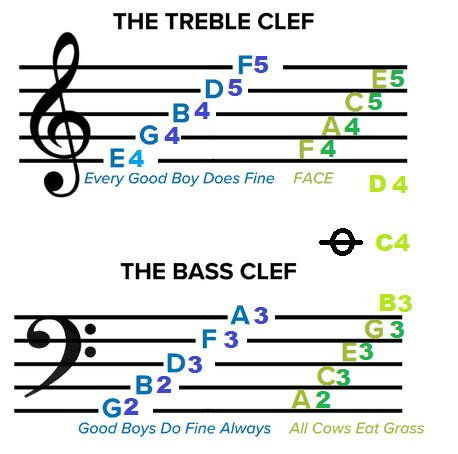 THE TREBLE CLEF
F5
E5
D5
C5
B4
A4
G4
F4
E4
Every Good Boy Does Fine FACE
D4
C4
THE BASS CLEF
B3
A3
G3
F3
E3
D3
C3
B2
A2
G2
Good Boys Do Fine Always All Cows Eat Grass